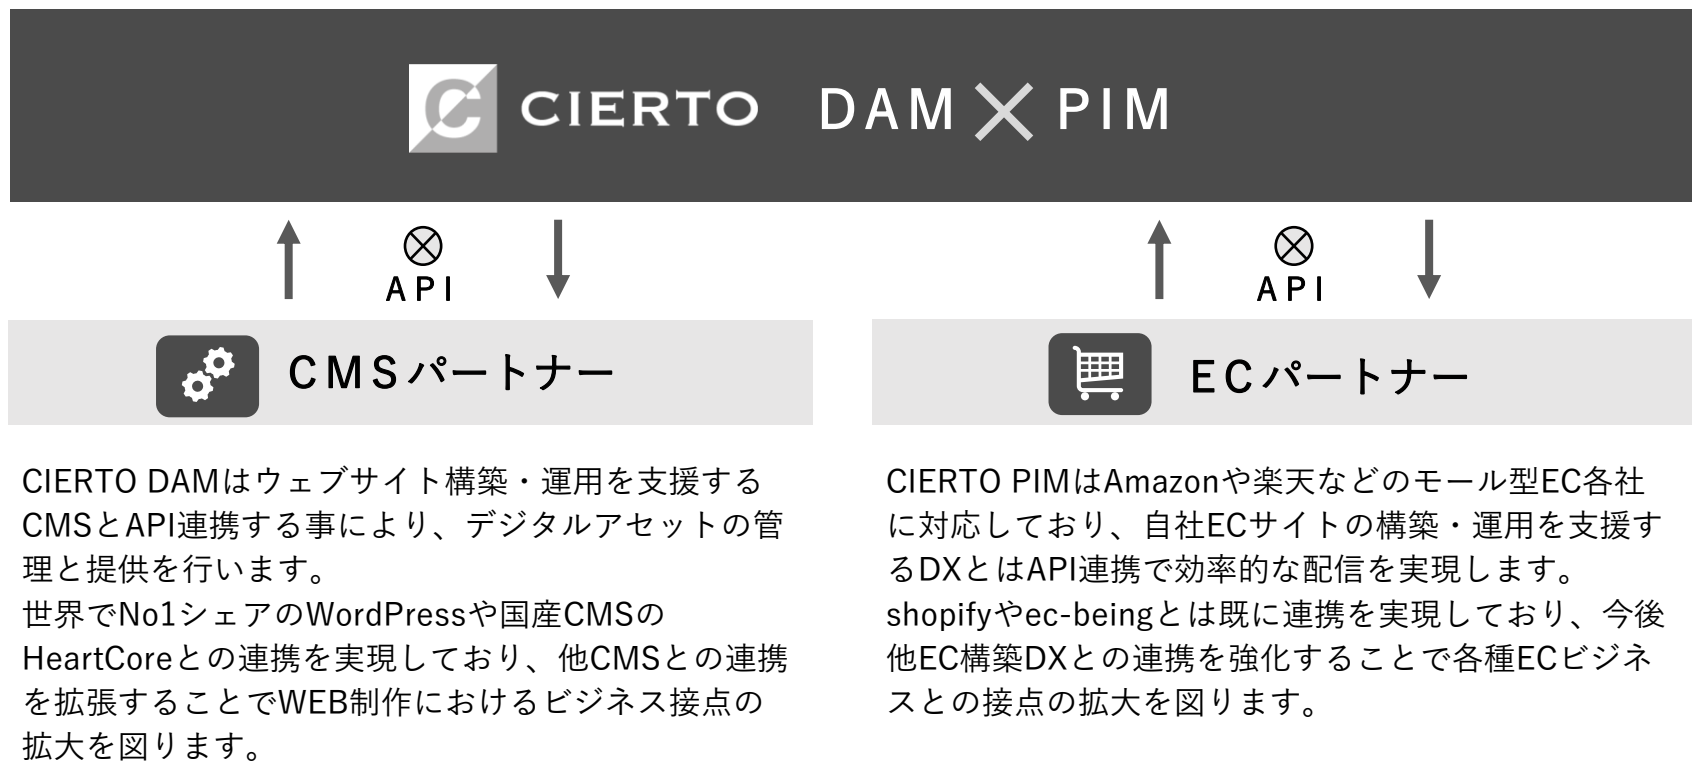 CIERTO DAM×PIM
API
API
CMSパートナー
ECパートナー
CIERTO DAMはウェブサイト構築・運用を支援する
CMSとAPI連携する事により、デジタルアセットの管
理と提供を行います。
世界でNo1シェアのWordPressや国産CMSの
HeartCoreとの連携を実現しており、他CMSとの連携
を拡張することでWEB制作におけるビジネス接点の
拡大を図ります。
CIERTO PIMはAmazonや楽天などのモール型EC各社
に対応しており、自社ECサイトの構築・運用を支援す
るDXとはAPI連携で効率的な配信を実現します。
shopifyやec-beingとは既に連携を実現しており、今後
他EC構築DXとの連携を強化することで各種ECビジネ
スとの接点の拡大を図ります。